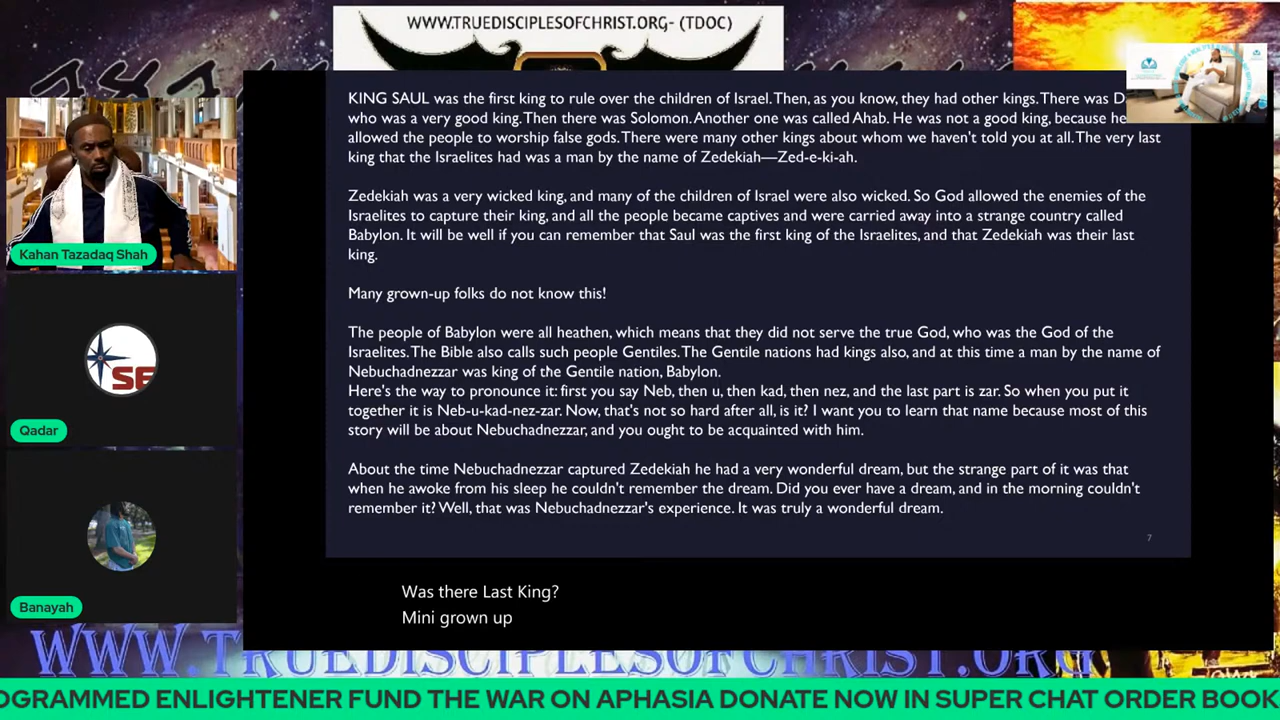 WWW.TRUEDISCIPLESOFCHRIST.ORG- (TDOC)
KING SAUL was the first king to rule over the children of Israel. Then, as you know, they had other kings. There was
who was a very good king. Then there was Solomon. Another one was called Ahab. He was not a good king, because he
allowed the people to worship false gods. There were many other kings about whom we haven't told you at all. The very last
king that the Israelites had was a man by the name of Zedekiah—Zed-e-ki-ah.
Zedekiah was a very wicked king, and many of the children of Israel were also wicked. So God allowed the enemies of the
Israelites to capture their king, and all the people became captives and were carried away into a strange country called
Babylon. It will be well if you can remember that Saul was the first king of the Israelites, and that Zedekiah was their last
king.
Many grown-up folks do not know this!
The people of Babylon were all heathen, which means that they did not serve the true God, who was the God of the
Israelites. The Bible also calls such people Gentiles. The Gentile nations had kings also, and at this time a man by the name of
Nebuchadnezzar was king of the Gentile nation, Babylon.
Here's the way to pronounce it: first you say Neb, then u, then kad, then nez, and the last part is zar. So when you put it
together it is Neb-u-kad-nez-zar. Now, that's not so hard after all, is it? I want you to learn that name because most of this
story will be about Nebuchadnezzar, and you ought to be acquainted with him.
About the time Nebuchadnezzar captured Zedekiah he had a very wonderful dream, but the strange part of it was that
when he awoke from his sleep he couldn't remember the dream. Did you ever have a dream, and in the morning couldn't
remember it? Well, that was Nebuchadnezzar's experience. It was truly a wonderful dream.
7
Kahan Tazadaq Shah
SE
Qadar
Banayah
Was there Last King?
Mini grown up
WWW.TRUEDISCIPLESOFCHRIST.ORG
OGRAMMED ENLIGHTENER FUND THE WAR ON APHASIA DONATE NOW IN SUPER CHAT ORDER BOOK